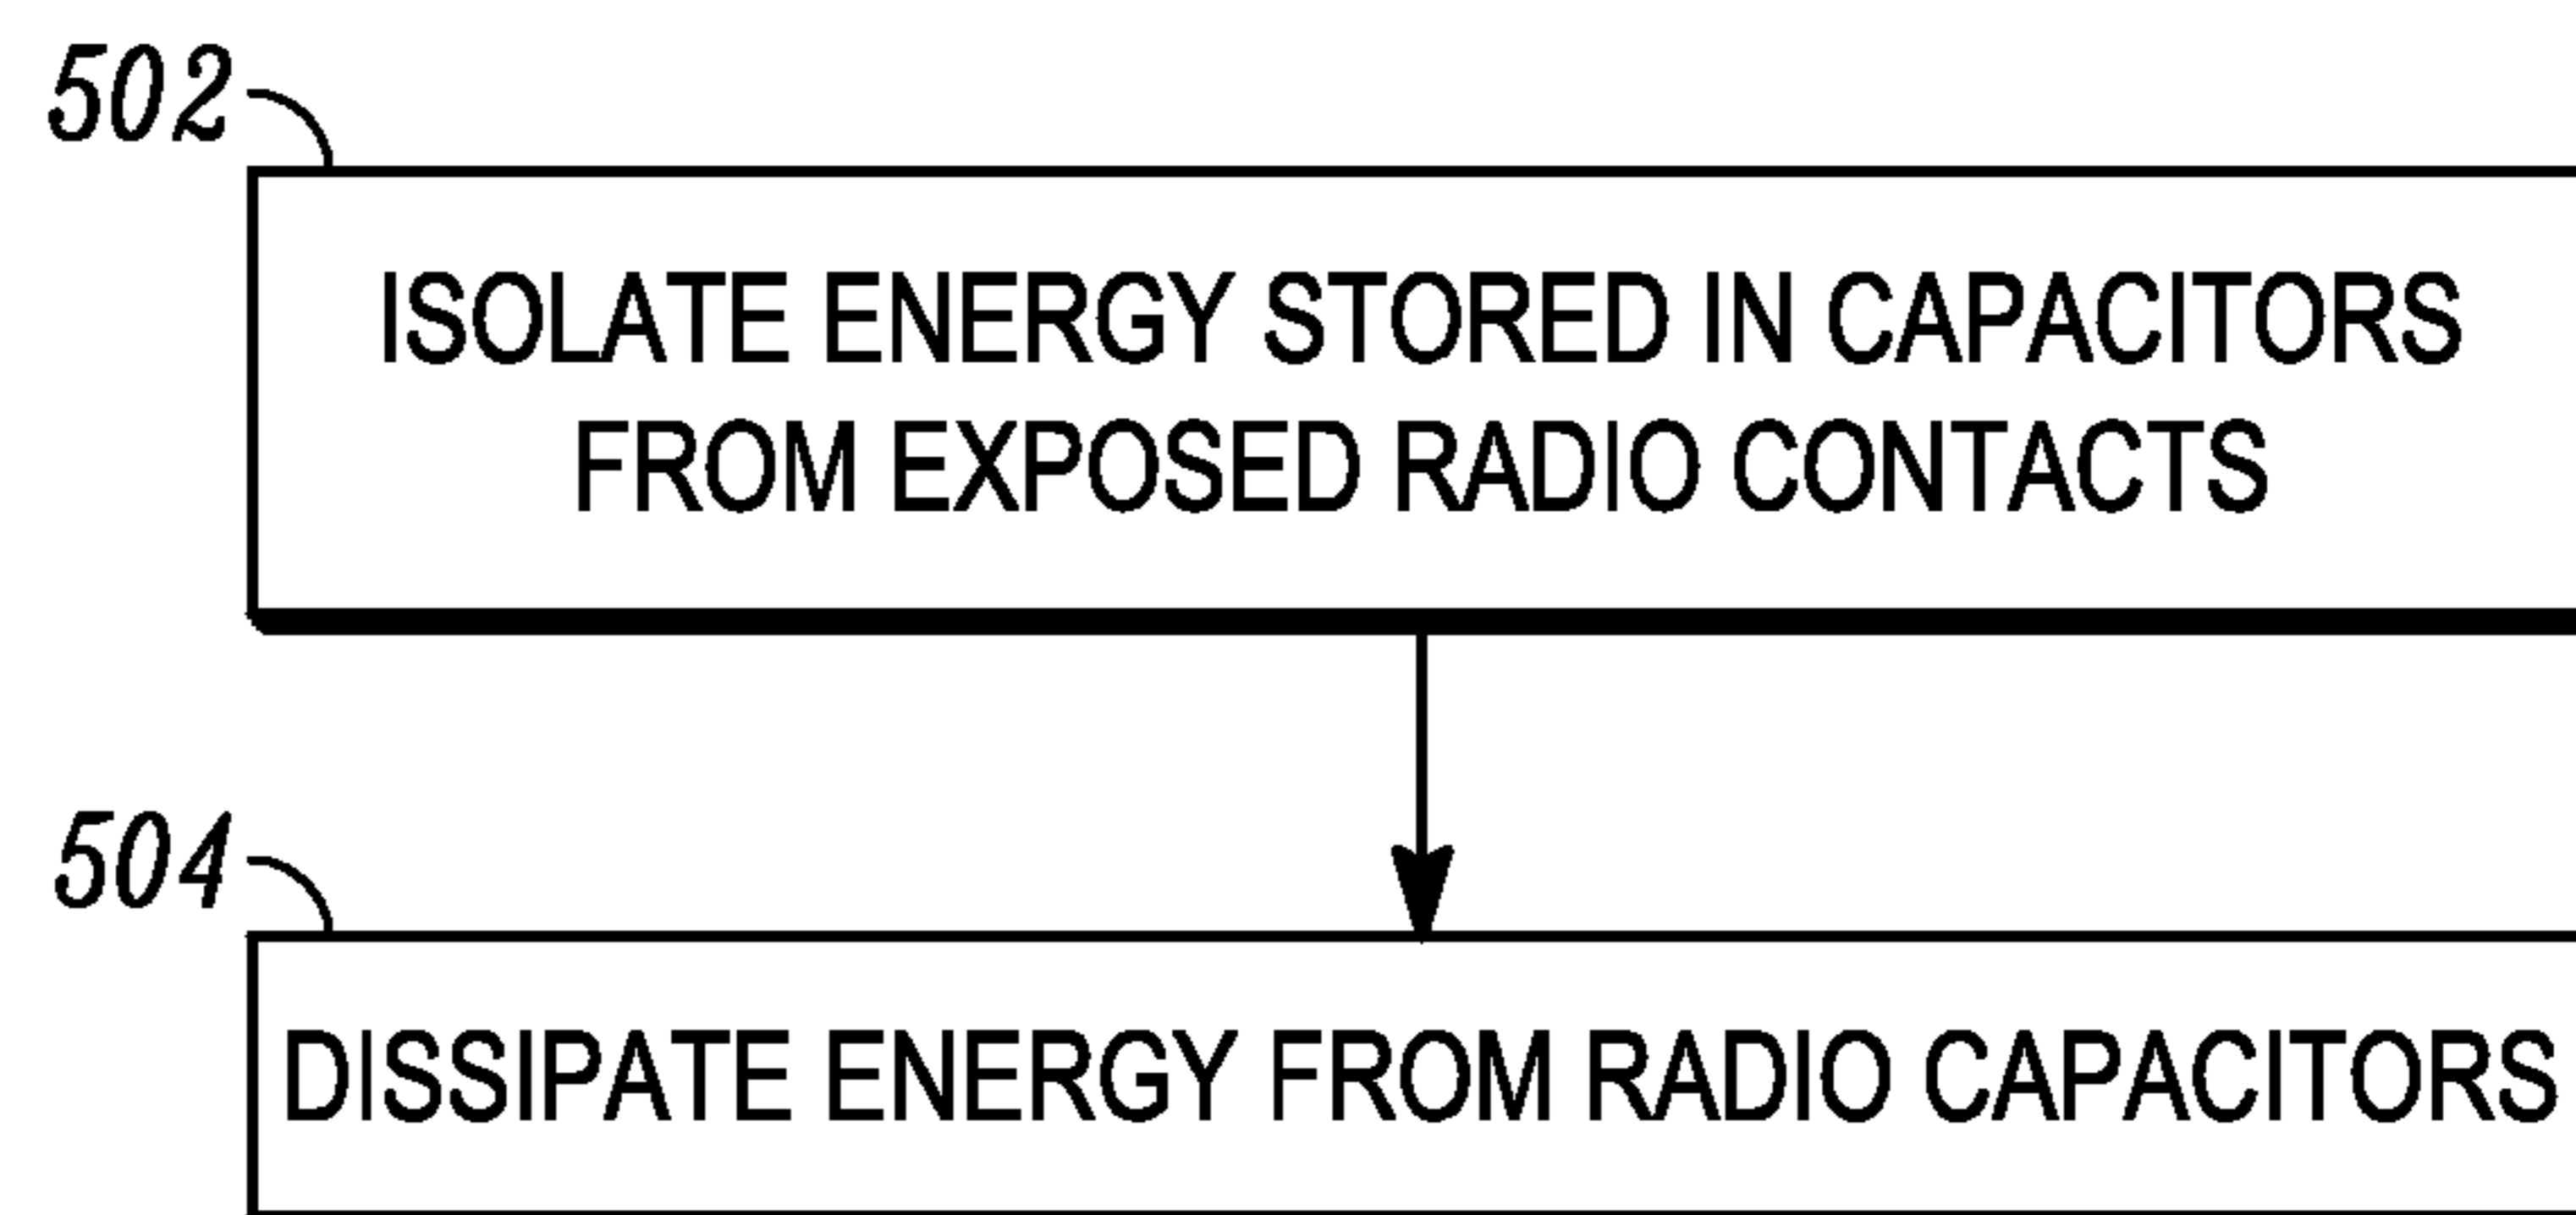 502
ISOLATE ENERGY STORED IN CAPACITORS
FROM EXPOSED RADIO CONTACTS
504
DISSIPATE ENERGY FROM RADIO CAPACITORS